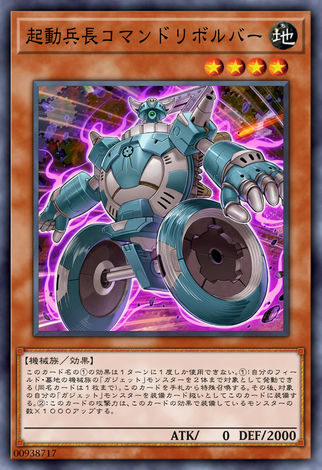 起動兵長コマンドリボルバー
地
【機械族／効果】
このカード名の①の効果は１ターンに１度しか使用できない。①：自分のフィ
ールド・墓地の機械族の「ガジェット」モンスターを２体まで対象として発動でき
る(同名カードは１枚まで)。このカードを手札から特殊召喚する。その後、対象
の自分の「ガジェット」モンスターを装備カード扱いとしてこのカードに装備す
る。②：このカードの攻撃力は、このカードの効果で装備しているモンスターの
数×１０００アップする。
ATK/ 0 DEF/2000
00938717